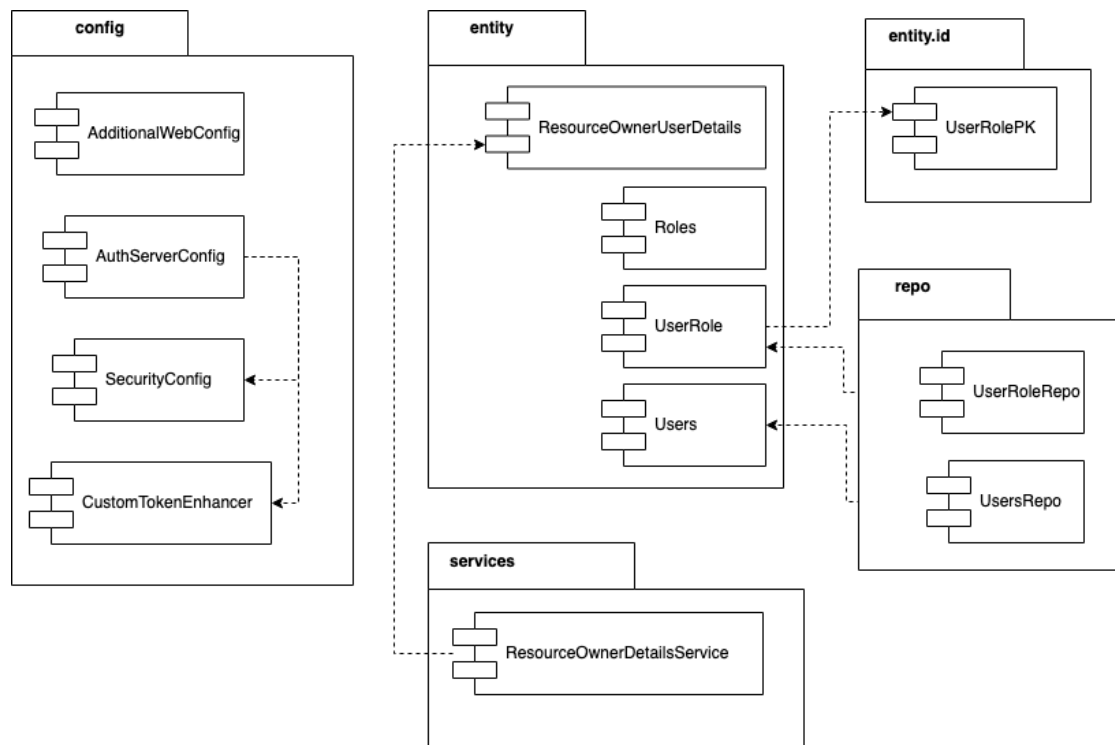 config
AdditionalWebConfig
AuthServerConfig
SecurityConfig
CustomTokenEnhancer
entity
ResourceOwnerUserDetails
Roles
UserRole
Users
entity.id
UserRolePK
repo
UserRoleRepo
UsersRepo
services
ResourceOwnerDetailsService